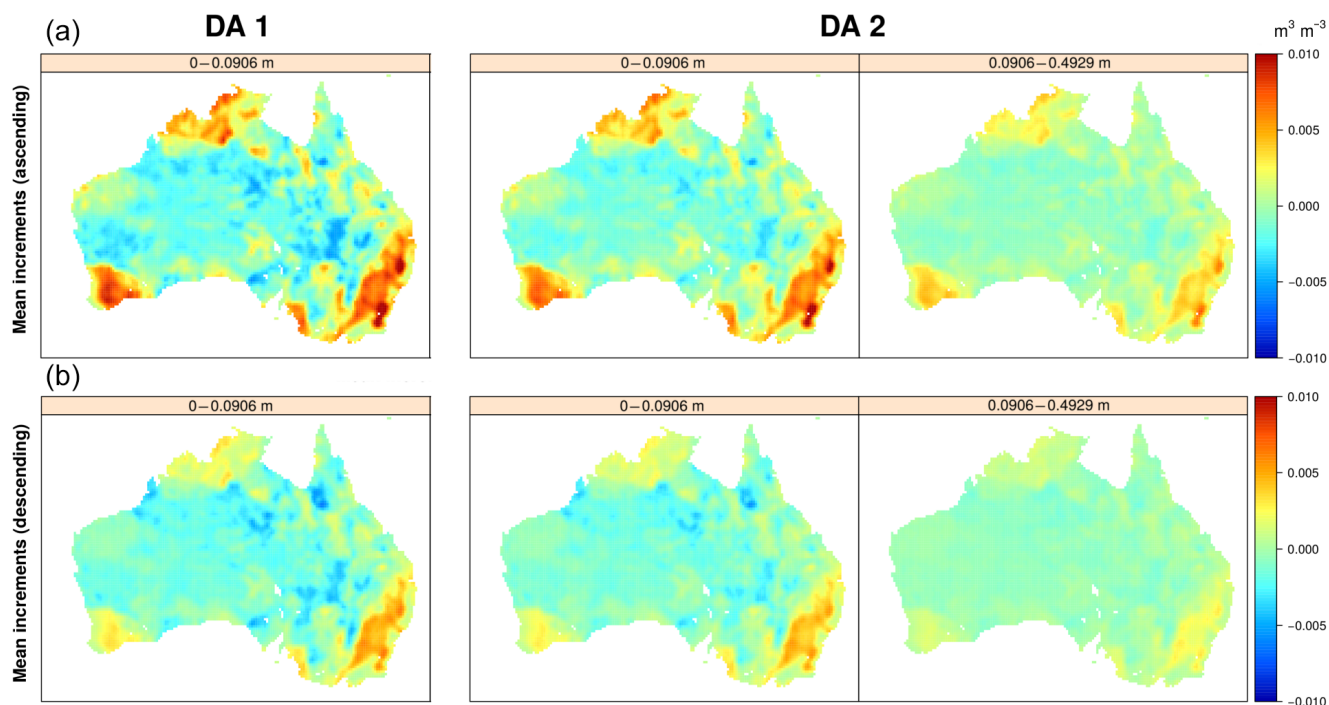 (a)
DA 1
DA 2
m³ m⁻³
0−0.0906 m
0−0.0906 m
0.0906−0.4929 m
Mean increments (ascending)
0.010
0.005
0.000
−0.005
−0.010
(b)
0−0.0906 m
0−0.0906 m
0.0906−0.4929 m
Mean increments (descending)
0.010
0.005
0.000
−0.005
−0.010